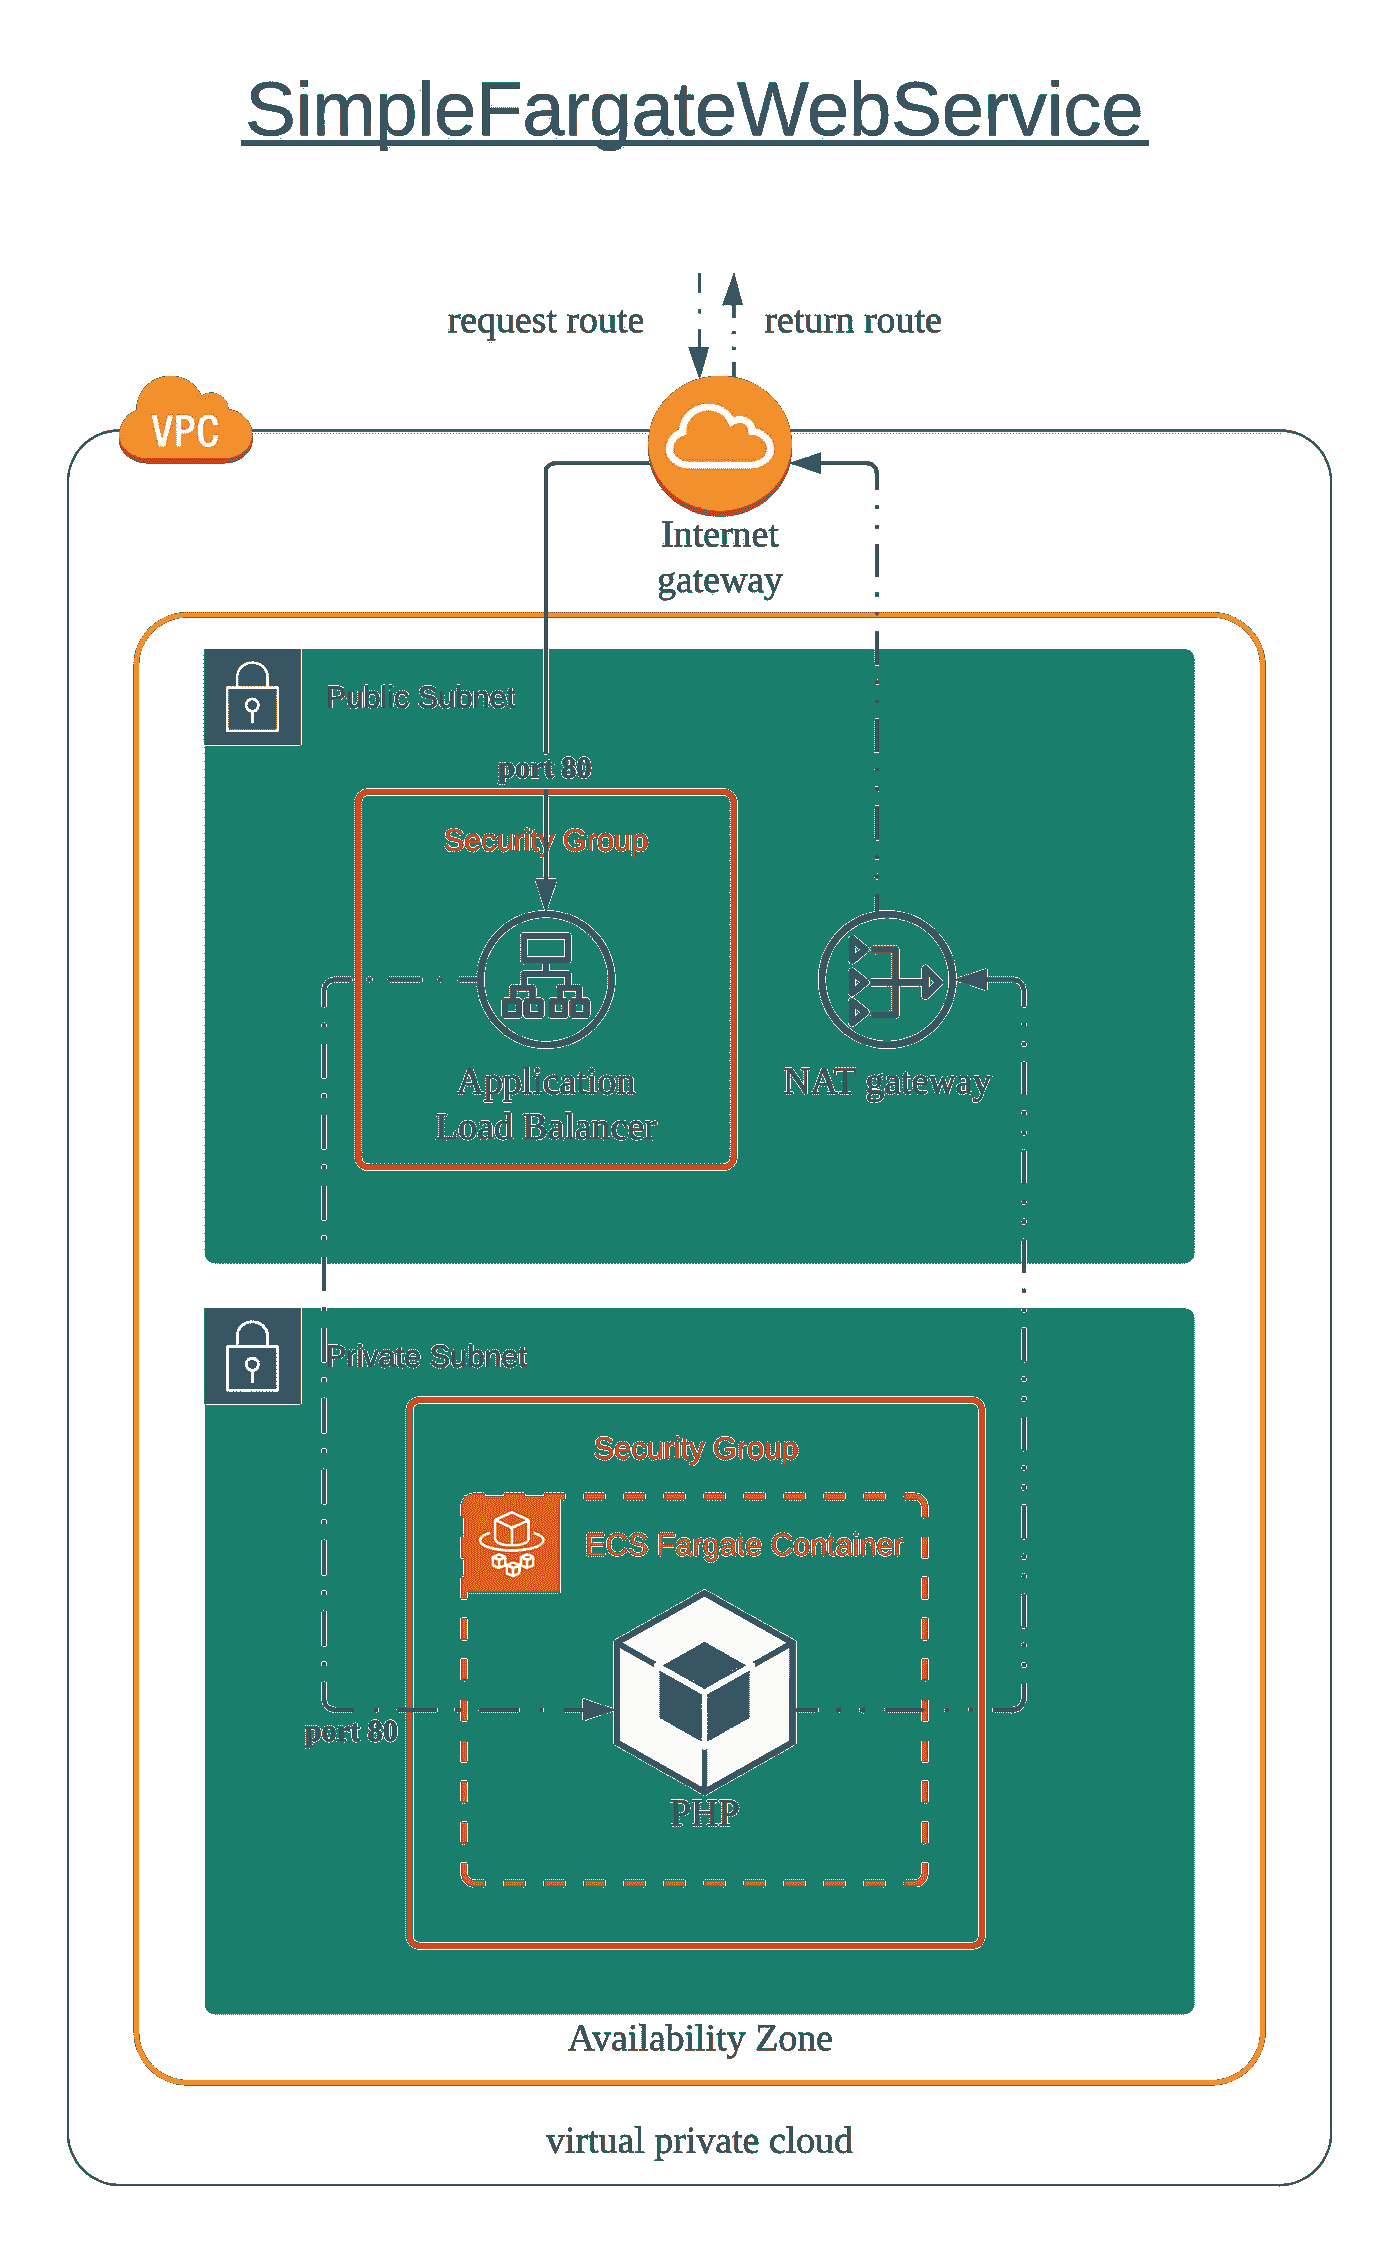 SimpleFargateWebService
request route
return route
VPC
Internet
gateway
Public Subnet
port 80
Security Group
Application
Load Balancer
NAT gateway
Private Subnet
Security Group
ECS Fargate Container
port 80
PHP
Availability Zone
virtual private cloud